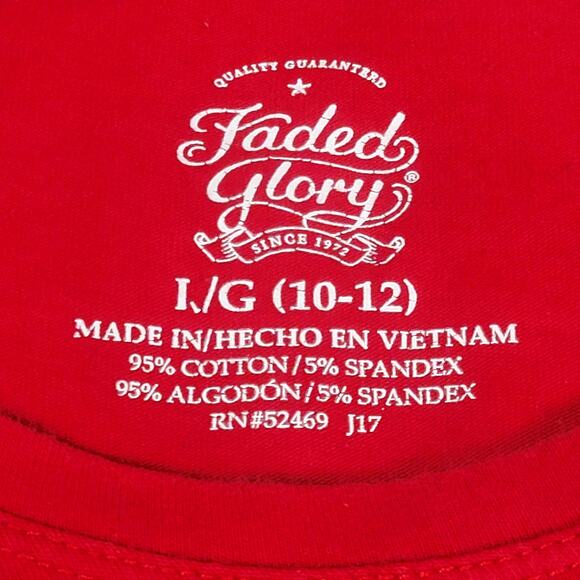 QUALITY GUARANTEED
Faded
Glory®
SINCE 1972
L/G (10-12)
MADE IN/HECHO EN VIETNAM
95% COTTON/5% SPANDEX
95% ALGODÓN/5% SPANDEX
RN#52469 J17